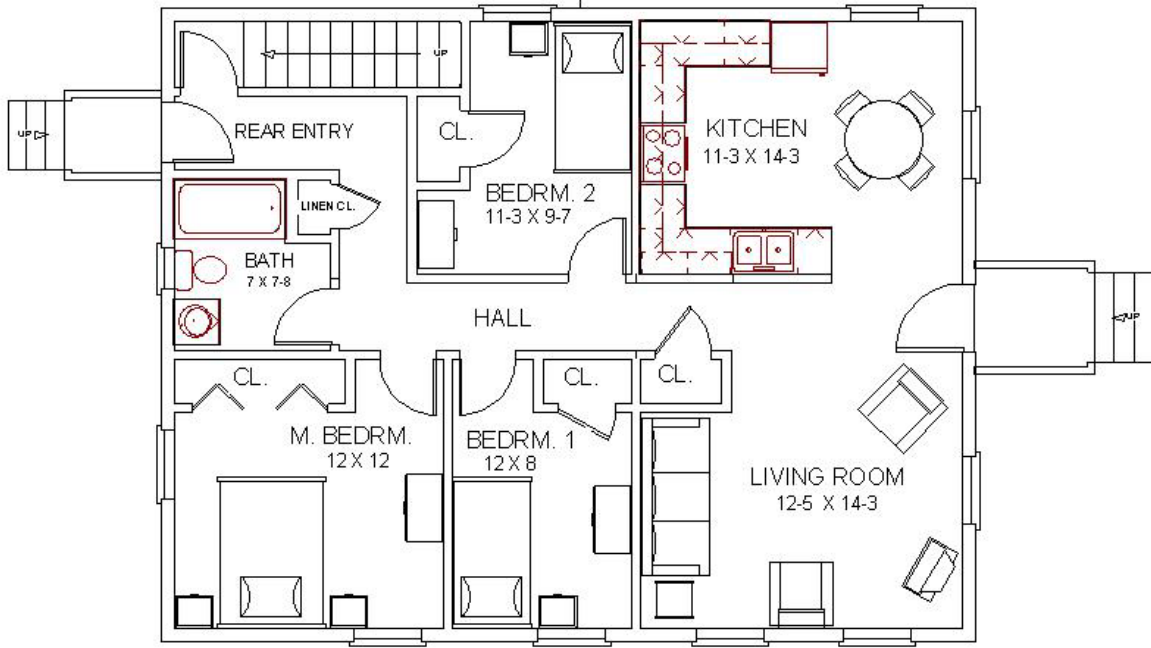 UP
UP
REAR ENTRY
CL.
KITCHEN
11-3 X 14-3
BEDRM. 2
11-3 X 9-7
LINEN CL.
BATH
7 X 7-8
HALL
UP
CL.
CL.
CL.
M. BEDRM.
12 X 12
BEDRM. 1
12 X 8
LIVING ROOM
12-5 X 14-3